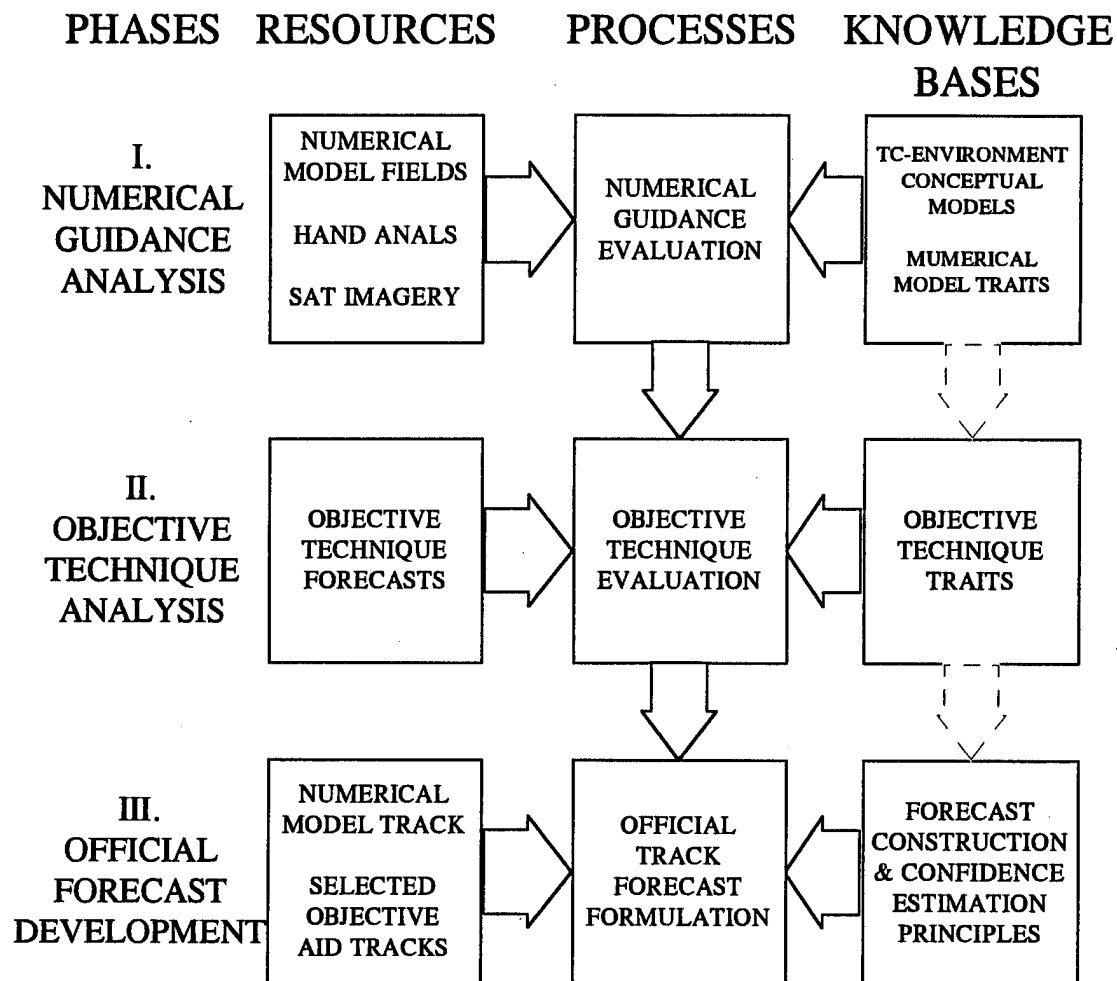 PHASES RESOURCES PROCESSES KNOWLEDGE
BASES
I.
NUMERICAL
GUIDANCE
ANALYSIS
NUMERICAL
MODEL FIELDS
HAND ANALS
SAT IMAGERY
NUMERICAL
GUIDANCE
EVALUATION
TC-ENVIRONMENT
CONCEPTUAL
MODELS
MUMERICAL
MODEL TRAITS
II.
OBJECTIVE
TECHNIQUE
ANALYSIS
OBJECTIVE
TECHNIQUE
FORECASTS
OBJECTIVE
TECHNIQUE
EVALUATION
OBJECTIVE
TECHNIQUE
TRAITS
III.
OFFICIAL
FORECAST
DEVELOPMENT
NUMERICAL
MODEL TRACK
SELECTED
OBJECTIVE
AID TRACKS
OFFICIAL
TRACK
FORECAST
FORMULATION
FORECAST
CONSTRUCTION
& CONFIDENCE
ESTIMATION
PRINCIPLES